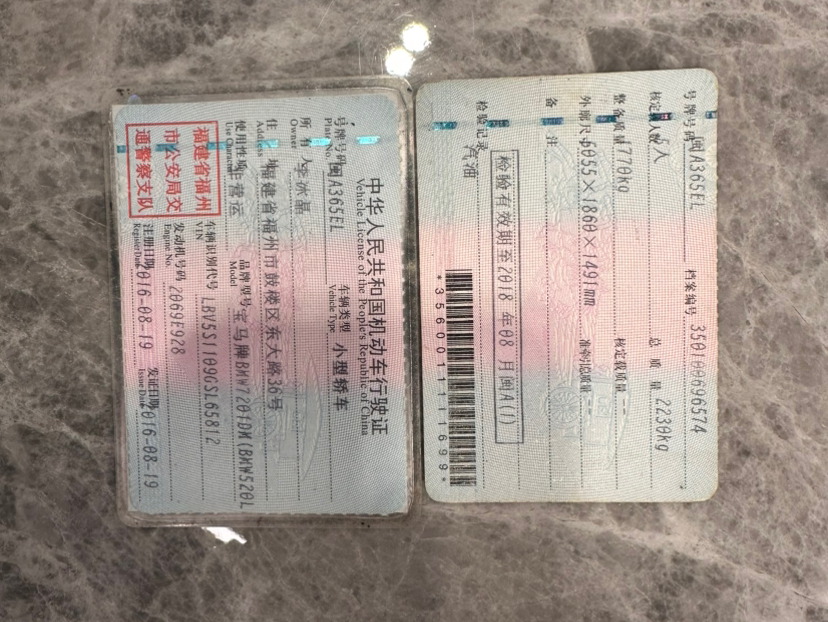 中华人民共和国机动车行驶证
Vehicle License of the People's Republic of China
号牌号码 闽A365EL 车辆类型 小型轿车
Plate No. Vehicle Type
所有人 李冰晶
Owner
住址 福建省福州市鼓楼区东大路36号
Address
使用性质 非营运 品牌型号 宝马牌BMW7201DM(BMW520L
Use Character Model
福建省福州
市公安局交
通警察支队
车辆识别代号 LBV5S1109GSL65812
VIN
发动机号码 2069E928
Engine No.
注册日期 2016-08-19 发证日期 2016-08-19
Register Date Issue Date
号牌号码 闽A365EL 档案编号 350100696574
核定载人数 5人 总质量 2230kg
整备质量 1770kg 核定载质量 --
外廓尺寸 5055×1860×1491mm 准牵引总质量 --
备注
检验有效期至2018年08月闽A(7)
检验记录
汽油
*3560011111699*